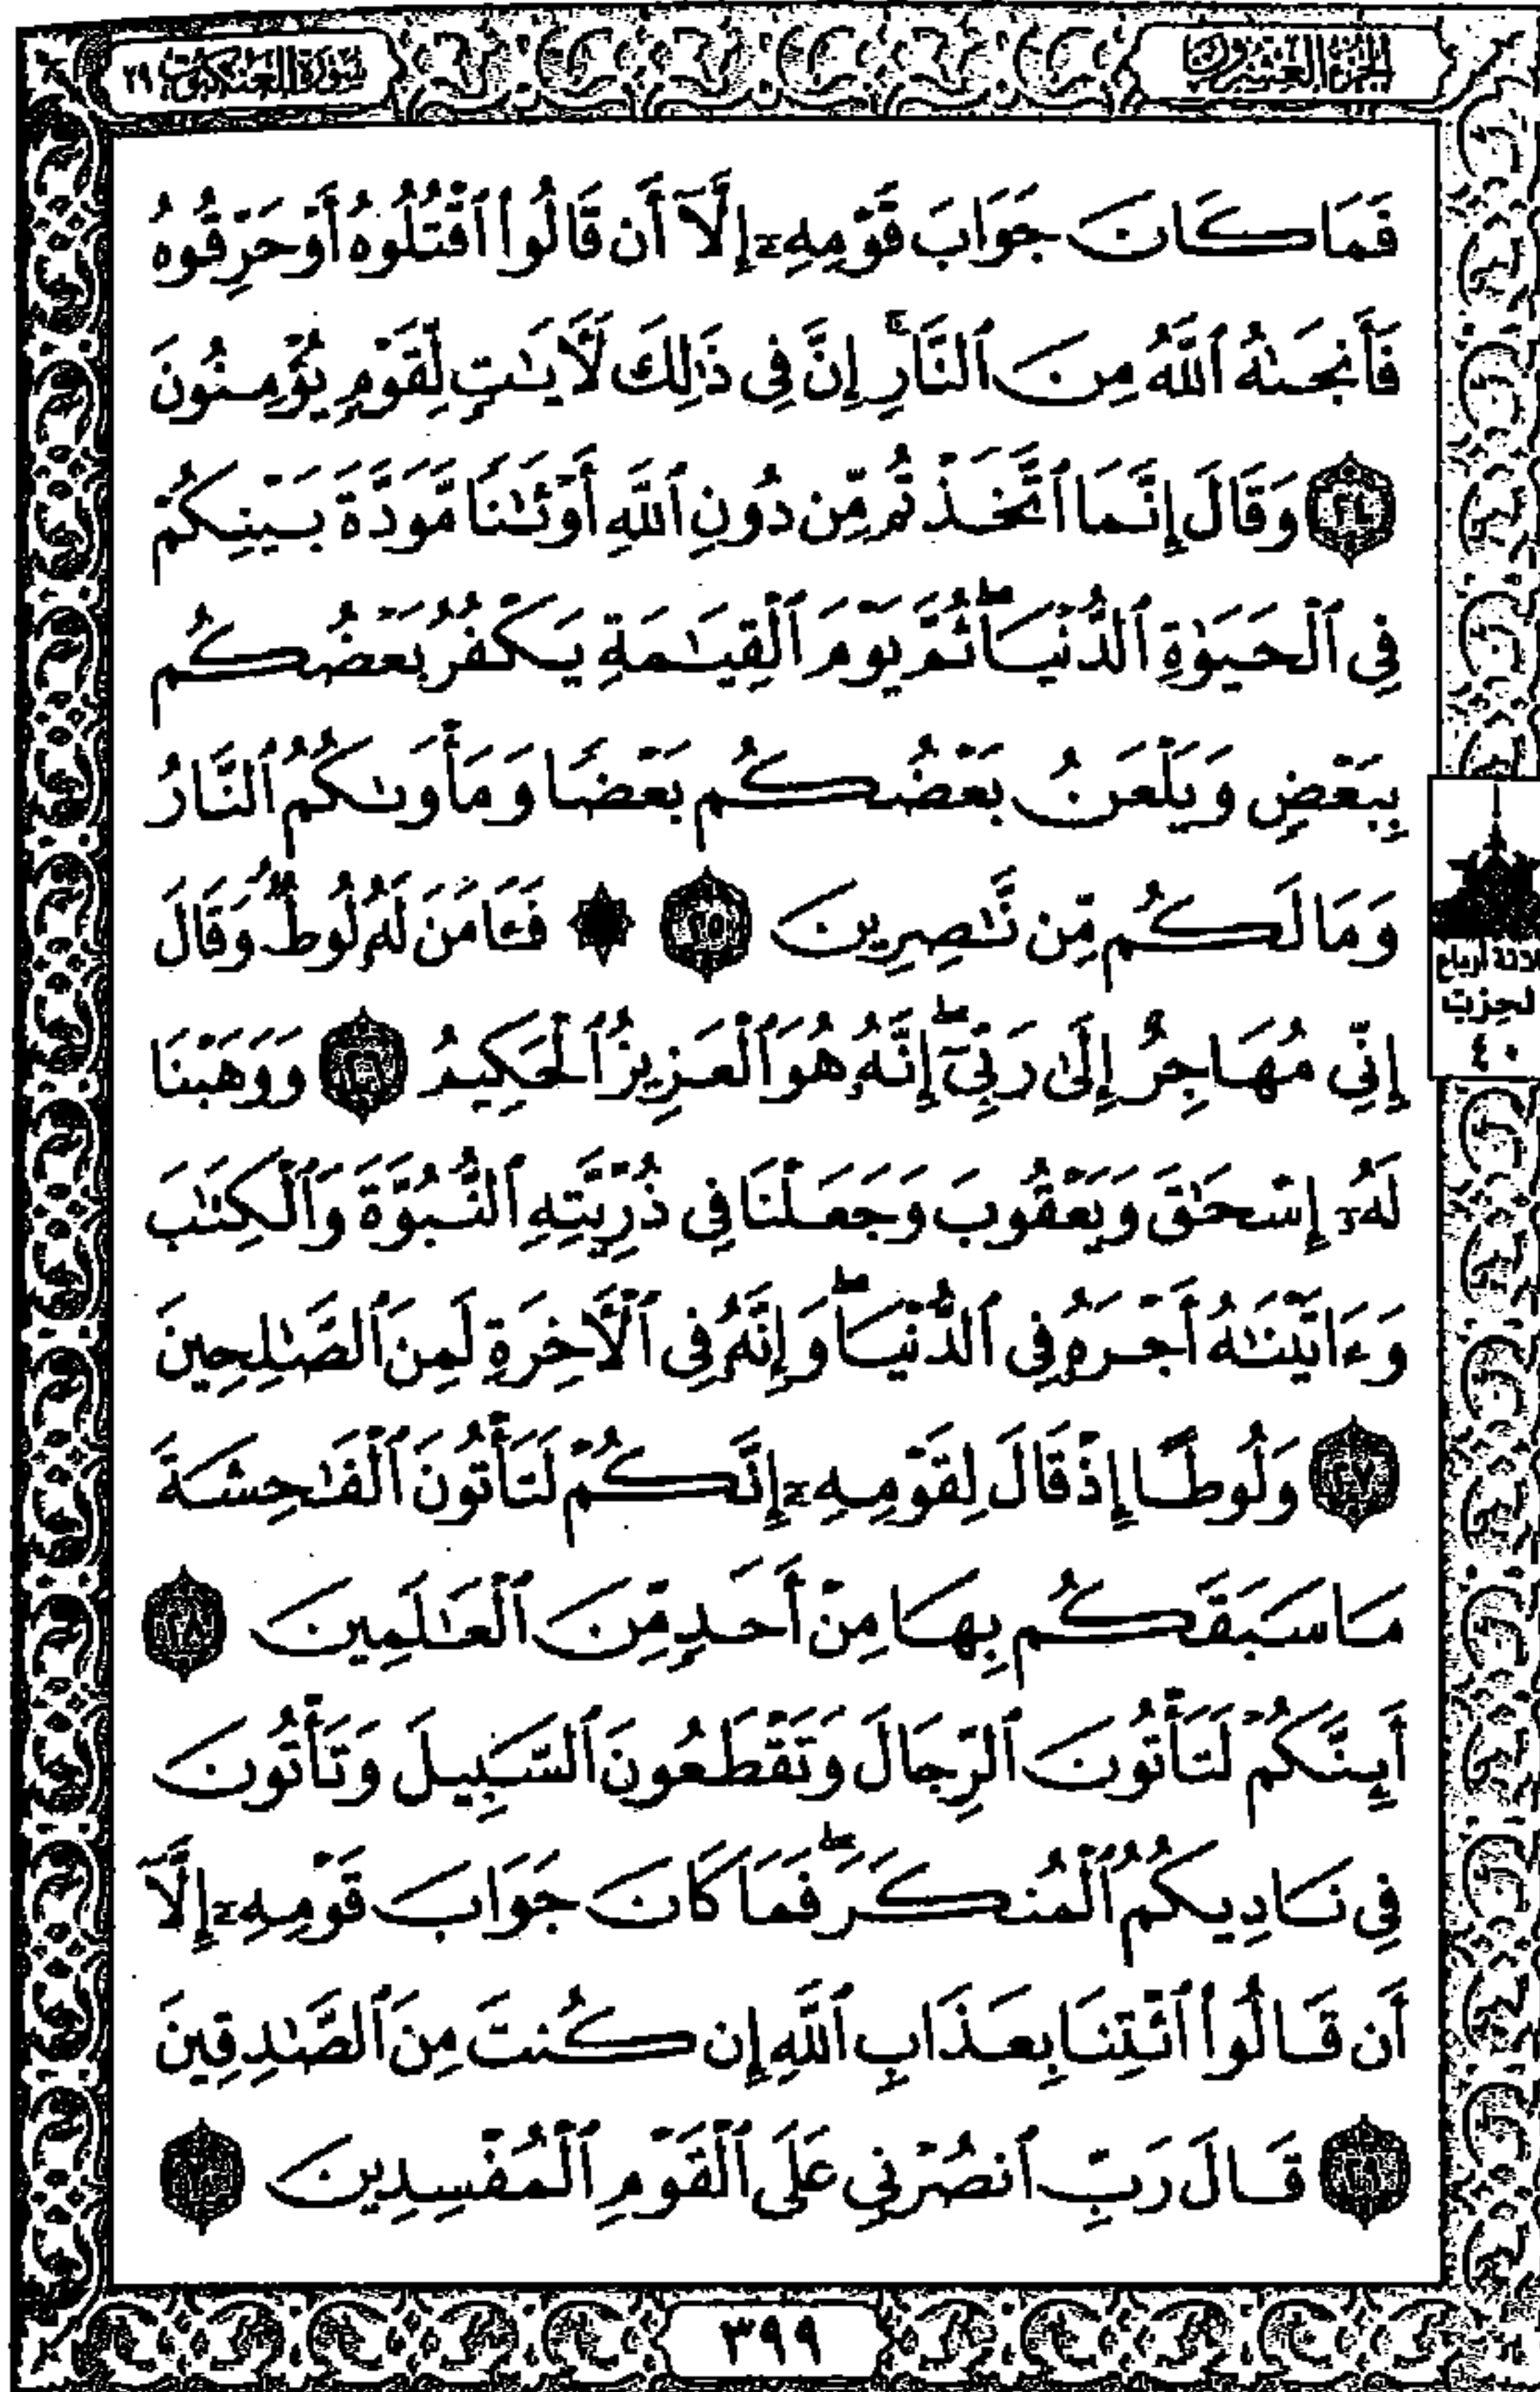 الجزء العشرون
سورة العنكبوت ٢٩
فَمَا كَانَ جَوَابَ قَوْمِهِۦٓ إِلَّآ أَن قَالُوا۟ ٱقْتُلُوهُ أَوْ حَرِّقُوهُ
فَأَنجَىٰهُ ٱللَّهُ مِنَ ٱلنَّارِ ۚ إِنَّ فِى ذَٰلِكَ لَـَٔايَـٰتٍ لِّقَوْمٍ يُؤْمِنُونَ
٢٤ وَقَالَ إِنَّمَا ٱتَّخَذْتُم مِّن دُونِ ٱللَّهِ أَوْثَـٰنًا مَّوَدَّةَ بَيْنِكُمْ
فِى ٱلْحَيَوٰةِ ٱلدُّنْيَا ۖ ثُمَّ يَوْمَ ٱلْقِيَـٰمَةِ يَكْفُرُ بَعْضُكُم
بِبَعْضٍ وَيَلْعَنُ بَعْضُكُم بَعْضًا وَمَأْوَىٰكُمُ ٱلنَّارُ
وَمَا لَكُم مِّن نَّـٰصِرِينَ ٢٥ ۞ فَـَٔامَنَ لَهُۥ لُوطٌ ۘ وَقَالَ
إِنِّى مُهَاجِرٌ إِلَىٰ رَبِّىٓ ۖ إِنَّهُۥ هُوَ ٱلْعَزِيزُ ٱلْحَكِيمُ ٢٦ وَوَهَبْنَا
لَهُۥٓ إِسْحَـٰقَ وَيَعْقُوبَ وَجَعَلْنَا فِى ذُرِّيَّتِهِ ٱلنُّبُوَّةَ وَٱلْكِتَـٰبَ
وَءَاتَيْنَـٰهُ أَجْرَهُۥ فِى ٱلدُّنْيَا ۖ وَإِنَّهُۥ فِى ٱلْـَٔاخِرَةِ لَمِنَ ٱلصَّـٰلِحِينَ
٢٧ وَلُوطًا إِذْ قَالَ لِقَوْمِهِۦٓ إِنَّكُمْ لَتَأْتُونَ ٱلْفَـٰحِشَةَ
مَا سَبَقَكُم بِهَا مِنْ أَحَدٍ مِّنَ ٱلْعَـٰلَمِينَ ٢٨
أَئِنَّكُمْ لَتَأْتُونَ ٱلرِّجَالَ وَتَقْطَعُونَ ٱلسَّبِيلَ وَتَأْتُونَ
فِى نَادِيكُمُ ٱلْمُنكَرَ ۖ فَمَا كَانَ جَوَابَ قَوْمِهِۦٓ إِلَّآ
أَن قَالُوا۟ ٱئْتِنَا بِعَذَابِ ٱللَّهِ إِن كُنتَ مِنَ ٱلصَّـٰدِقِينَ
٢٩ قَالَ رَبِّ ٱنصُرْنِى عَلَى ٱلْقَوْمِ ٱلْمُفْسِدِينَ ٣٠
ثلاثة أرباع
الحزب
٤٠
٣٩٩